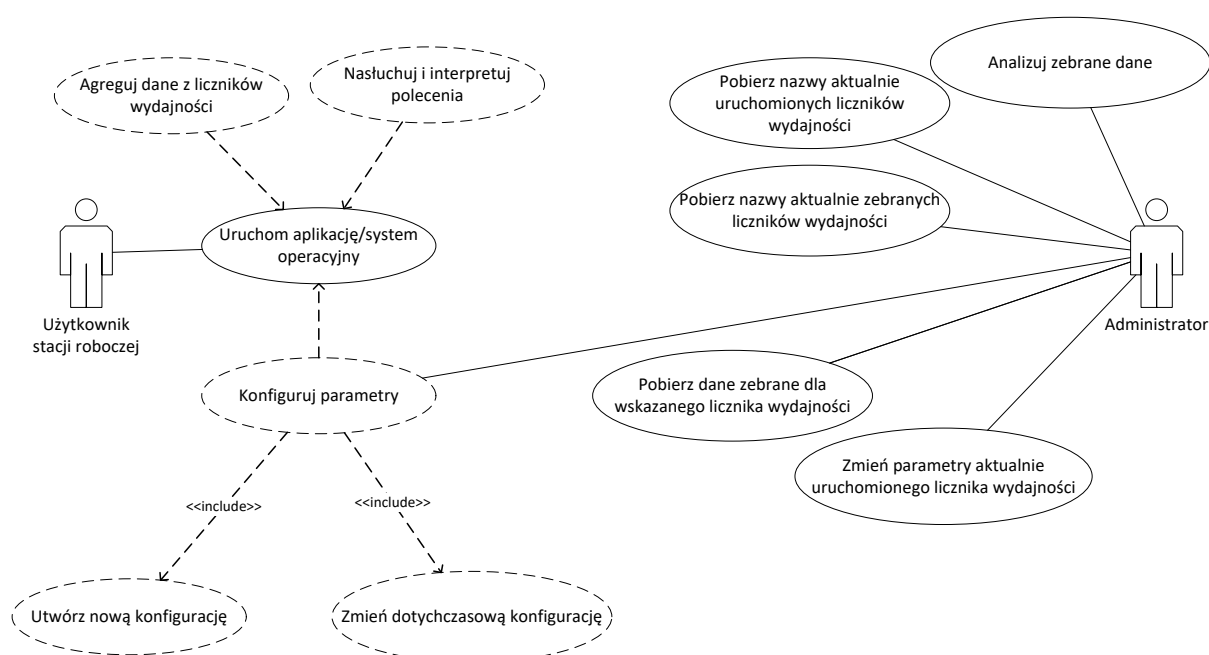 Agreguj dane z liczników
wydajności
Nasłuchuj i interpretuj
polecenia
Pobierz nazwy aktualnie
uruchomionych liczników
wydajności
Analizuj zebrane dane
Pobierz nazwy aktualnie zebranych
liczników wydajności
Uruchom aplikację/system
operacyjny
Użytkownik
stacji roboczej
Administrator
Konfiguruj parametry
Pobierz dane zebrane dla
wskazanego licznika wydajności
Zmień parametry aktualnie
uruchomionego licznika wydajności
<<include>>
<<include>>
Utwórz nową konfigurację
Zmień dotychczasową konfigurację